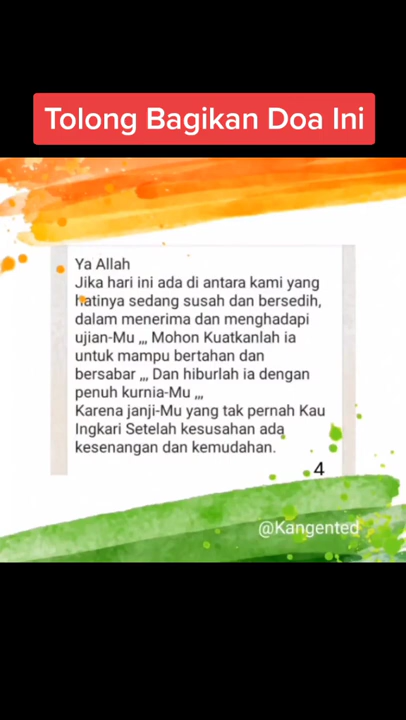 Tolong Bagikan Doa Ini
Ya Allah
Jika hari ini ada di antara kami yang
hatinya sedang susah dan bersedih,
dalam menerima dan menghadapi
ujian-Mu ,,, Mohon Kuatkanlah ia
untuk mampu bertahan dan
bersabar ,,, Dan hiburlah ia dengan
penuh kurnia-Mu ,,,
Karena janji-Mu yang tak pernah Kau
Ingkari Setelah kesusahan ada
kesenangan dan kemudahan.
4
@Kangented